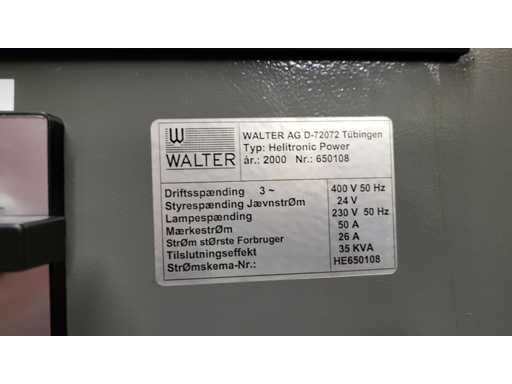 WALTER
WALTER AG D-72072 Tübingen
Typ: Helitronic Power
år.: 2000 Nr.: 650108
Driftsspænding 3 ~ 400 V 50 Hz
Styrespænding JævnstrØm 24 V
Lampespænding 230 V 50 Hz
MærkestrØm 50 A
StrØm stØrste Forbruger 26 A
Tilslutningseffekt 35 KVA
StrØmskema-Nr.: HE650108